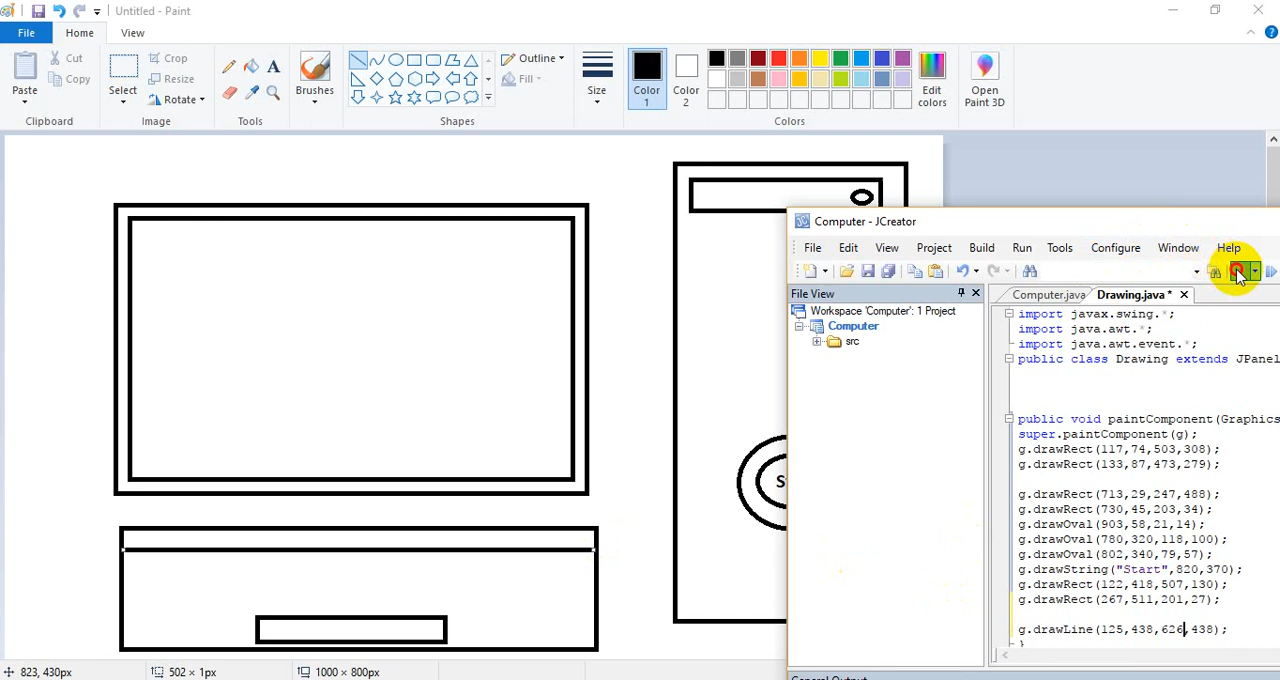 Untitled - Paint
File
Home
View
Paste
Cut
Copy
Clipboard
Select
Crop
Resize
Rotate
Image
Tools
Brushes
Shapes
Outline
Fill
Size
Color
1
Color
2
Colors
Edit
colors
Open
Paint 3D
Computer - JCreator
File Edit View Project Build Run Tools Configure Window Help
File View
Workspace 'Computer': 1 Project
Computer
src
Computer.java
Drawing.java *
import javax.swing.*;
import java.awt.*;
import java.awt.event.*;
public class Drawing extends JPanel
public void paintComponent(Graphics
super.paintComponent(g);
g.drawRect(117,74,503,308);
g.drawRect(133,87,473,279);
g.drawRect(713,29,247,488);
g.drawRect(730,45,203,34);
g.drawOval(903,58,21,14);
g.drawOval(780,320,118,100);
g.drawOval(802,340,79,57);
g.drawString("Start",820,370);
g.drawRect(122,418,507,130);
g.drawRect(267,511,201,27);
g.drawLine(125,438,626,438);
}
823, 430px
502 × 1px
1000 × 800px